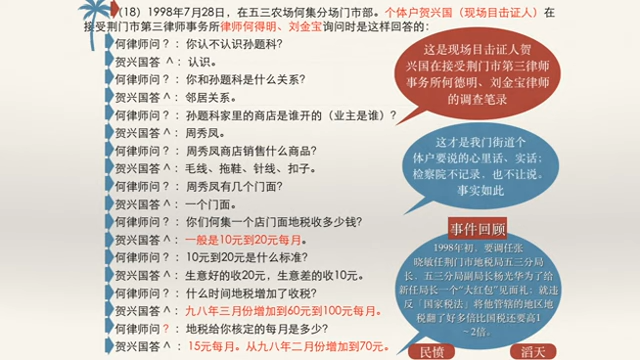 (18) 1998年7月28日，在五三农场何集分场门市部。个体户贺兴国（现场目击证人）在
接受荆门市第三律师事务所律师何得明、刘金宝询问时是这样回答的：
何律师问？：你认不认识孙题科?
贺兴国答 ^ ：认识。
何律师问？：你和孙题科是什么关系?
贺兴国答 ^ ：邻居关系。
何律师问？：孙题科家里的商店是谁开的（业主是谁）?
贺兴国答 ^ ：周秀凤。
何律师问？：周秀凤商店销售什么商品?
贺兴国答 ^ ：毛线、拖鞋、针线、扣子。
何律师问？：周秀凤有几个门面?
贺兴国答 ^ ：一个门面。
何律师问？：你们何集一个店门面地税收多少钱?
贺兴国答 ^ ：一般是10元到20元每月。
何律师问？：10元到20元是什么标准?
贺兴国答 ^ ：生意好的收20元，生意差的收10元。
何律师问？：什么时间地税增加了收税?
贺兴国答 ^ ：九八年三月份增加到60元到100元每月。
何律师问？：地税给你核定的每月是多少?
贺兴国答 ^ ：15元每月。从九八年二月份增加到70元。
这是现场目击证人贺
兴国在接受荆门市第三律师
事务所何德明、刘金宝律师
的调查笔录
这才是我们街道个
体户要说的心里话、实话；
检察院不记录，也不让说。
事实如此
事件回顾
1998年初，要调任张
晓敏任荆门市地税局五三分局
长、五三分局副局长杨光华为了给
新任局长一个“大红包”见面礼；就违
反「国家税法」将他管辖的地区地
税翻了好多倍比国税还要高1
～2倍。
民愤
滔天